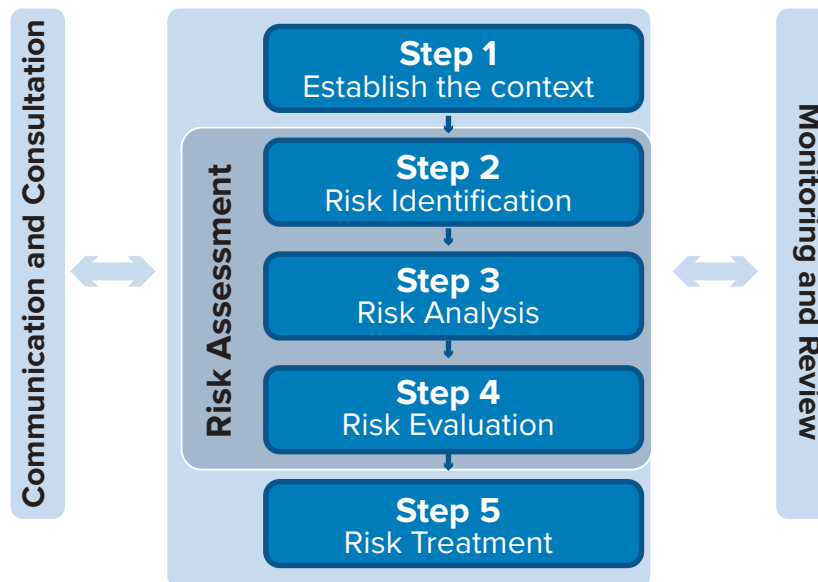 Communication and Consultation
Step 1
Establish the context
Risk Assessment
Step 2
Risk Identification
Step 3
Risk Analysis
Step 4
Risk Evaluation
Step 5
Risk Treatment
Monitoring and Review